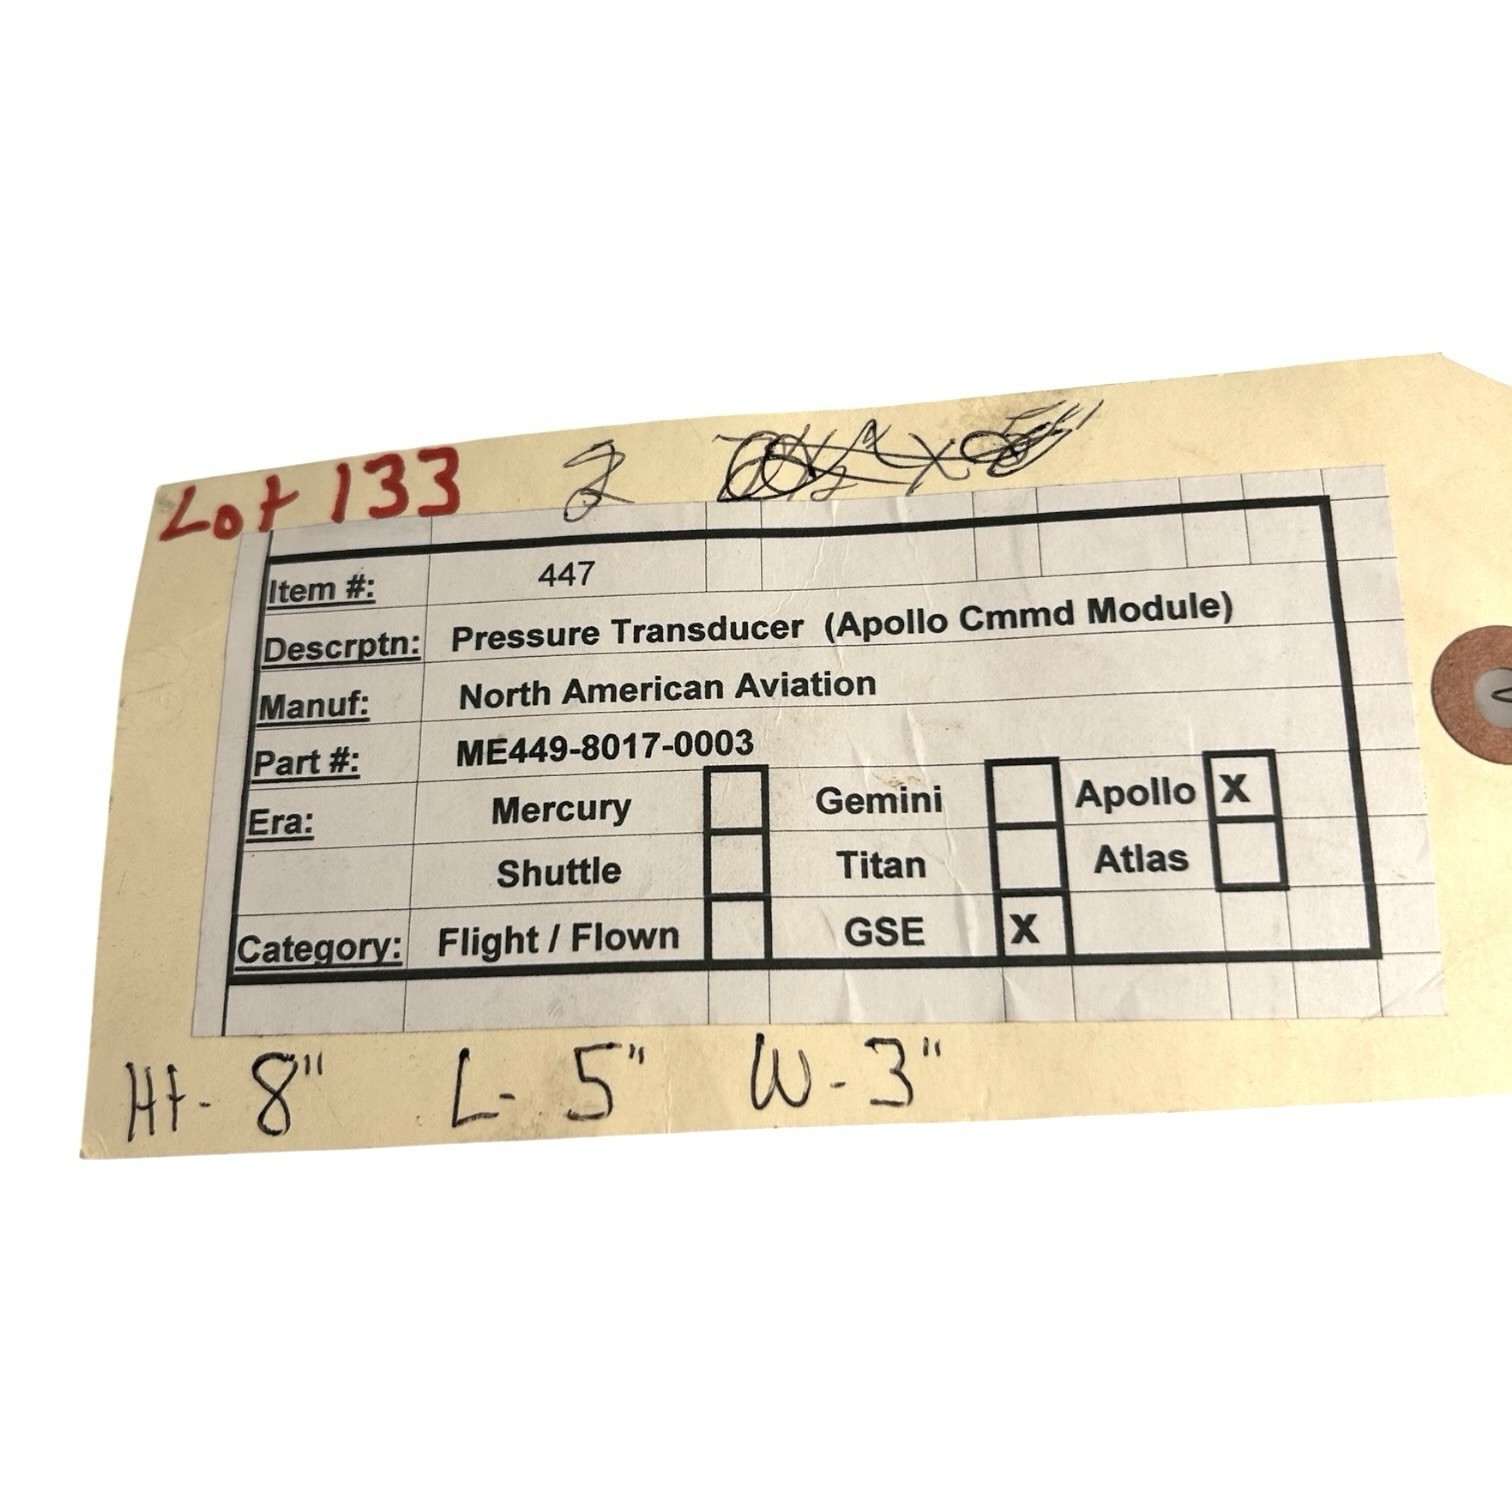 Lot 133 2
Item #: 447
Descrptn: Pressure Transducer (Apollo Cmmd Module)
Manuf: North American Aviation
Part #: ME449-8017-0003
Era: Mercury Gemini Apollo X
Shuttle Titan Atlas
Category: Flight / Flown GSE X
Ht- 8" L- 5" W-3"